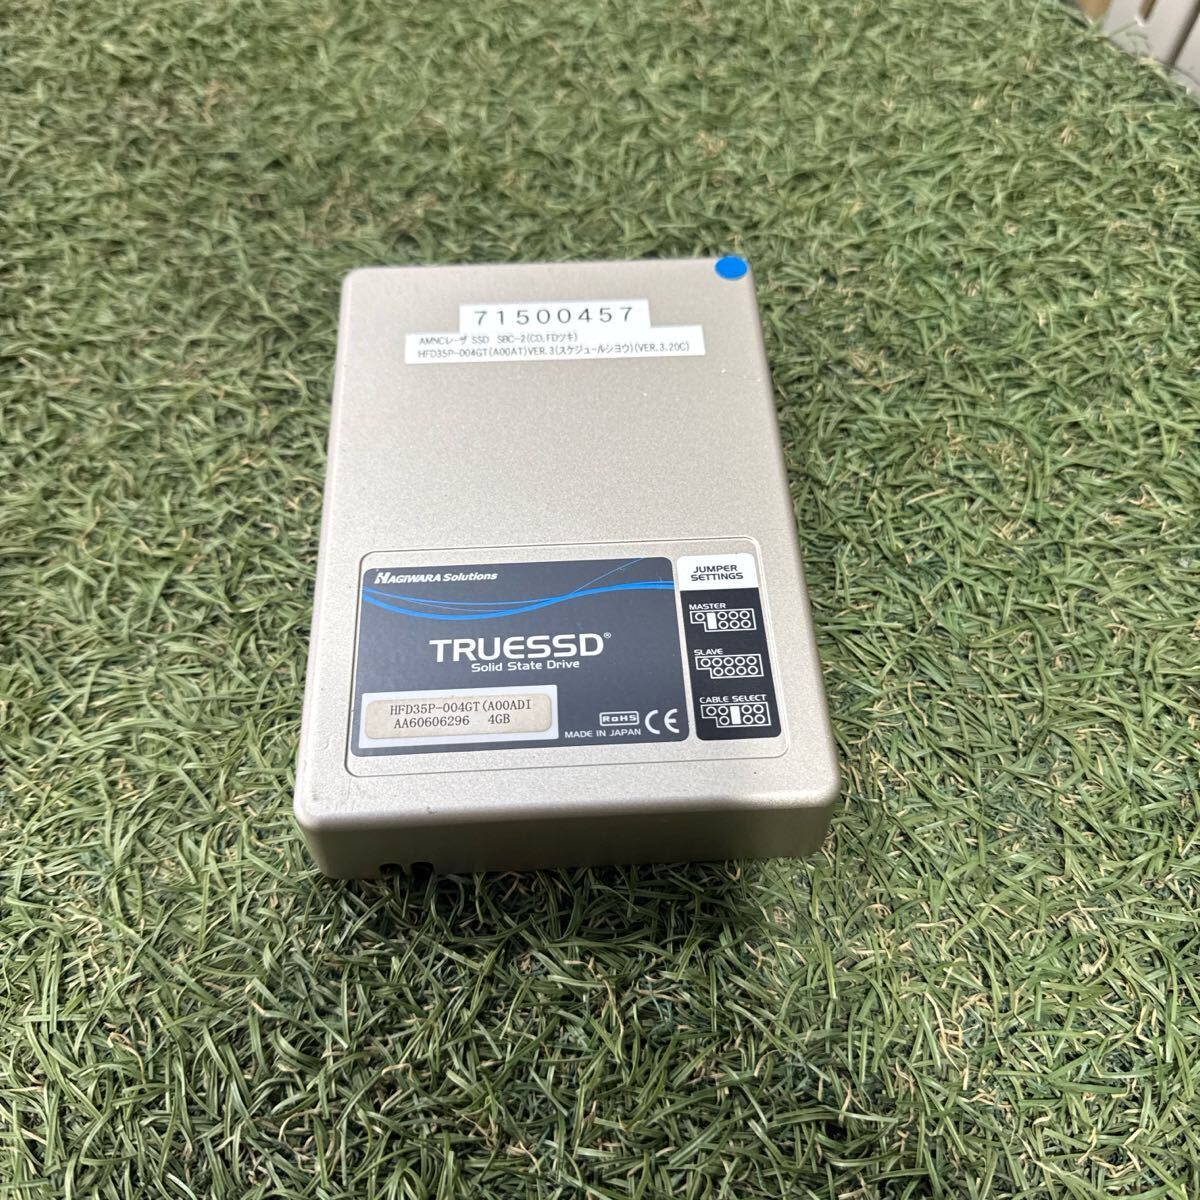 71500457
AMNCレーザ SSD SBC-2(CD,FDツキ)
HFD35P-004GT(A00AT)VER.3(スケジュールショウ)(VER.3.20C)
HAGIWARA Solutions
TRUESSD®
Solid State Drive
HFD35P-004GT(A00ADI
AA60606296 4GB
RoHS
CE
MADE IN JAPAN
JUMPER
SETTINGS
MASTER
SLAVE
CABLE SELECT